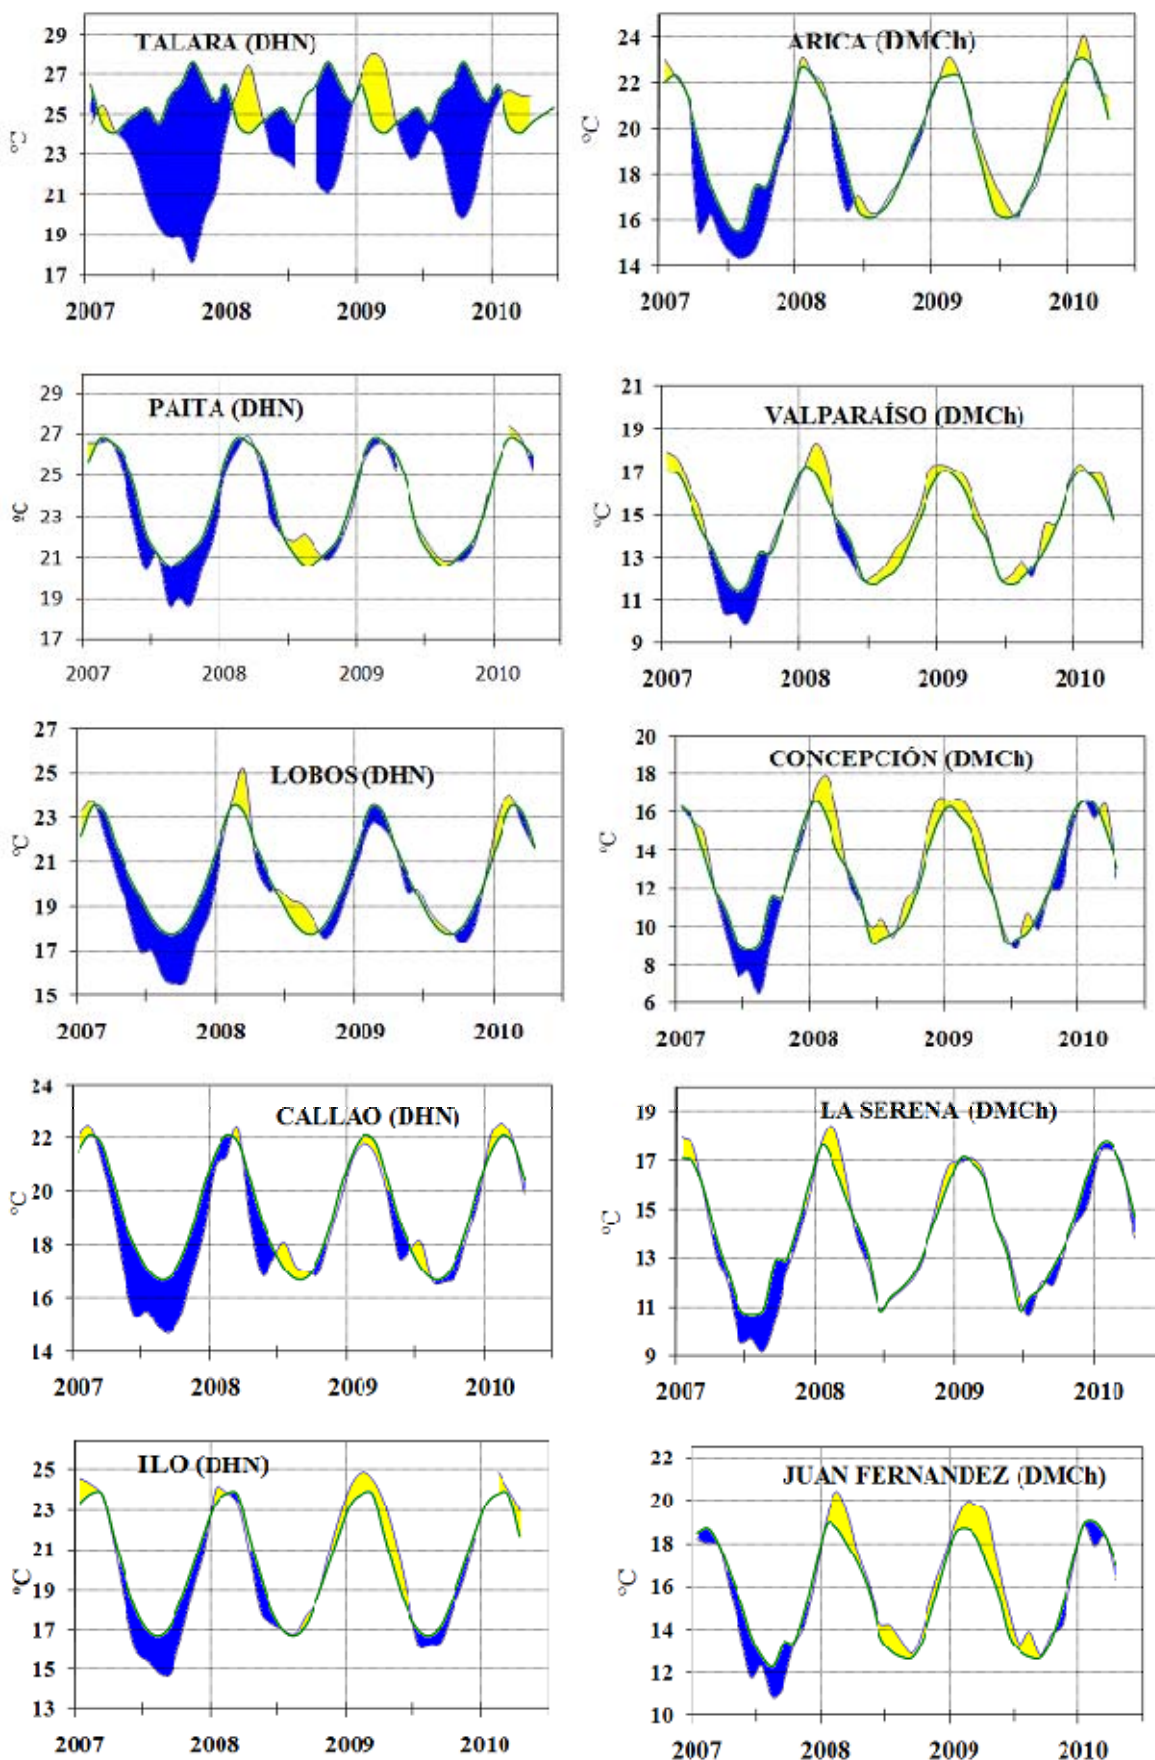 TALARA (DHN)
29
27
25
23
21
19
17
°C
2007 2008 2009 2010
ARICA (DMCh)
24
22
20
18
16
14
°C
2007 2008 2009 2010
PAITA (DHN)
29
27
25
23
21
19
17
ºC
2007 2008 2009 2010
VALPARAÍSO (DMCh)
21
19
17
15
13
11
9
°C
2007 2008 2009 2010
LOBOS (DHN)
27
25
23
21
19
17
15
°C
2007 2008 2009 2010
CONCEPCIÓN (DMCh)
20
18
16
14
12
10
8
6
°C
2007 2008 2009 2010
CALLAO (DHN)
24
22
20
18
16
14
°C
2007 2008 2009 2010
LA SERENA (DMCh)
19
17
15
13
11
9
°C
2007 2008 2009 2010
ILO (DHN)
25
23
21
19
17
15
13
°C
2007 2008 2009 2010
JUAN FERNANDEZ (DMCh)
22
20
18
16
14
12
10
°C
2007 2008 2009 2010